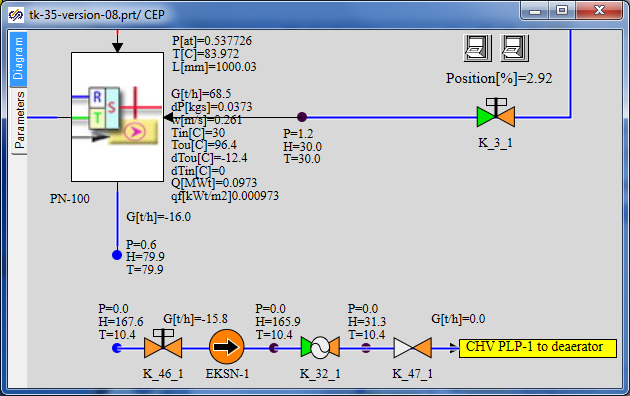 tk-35-version-08.prt/ CEP
Diagram
Parameters
P[at]=0.537726
T[C]=83.972
L[mm]=1000.03
G[t/h]=68.5
dP[kgs]=0.0373
w[m/s]=0.261
Tin[C]=30
Tou[C]=96.4
dTou[C]=-12.4
dTin[C]=0
Q[MWt]=0.0973
qf[kWt/m2]0.000973
R
S
T
PN-100
G[t/h]=-16.0
P=0.6
H=79.9
T=79.9
P=1.2
H=30.0
T=30.0
Position[%]=2.92
K_3_1
P=0.0
H=167.6
T=10.4
G[t/h]=-15.8
P=0.0
H=165.9
T=10.4
P=0.0
H=31.3
T=10.4
G[t/h]=0.0
CHV PLP-1 to deaerator
K_46_1
EKSN-1
K_32_1
K_47_1